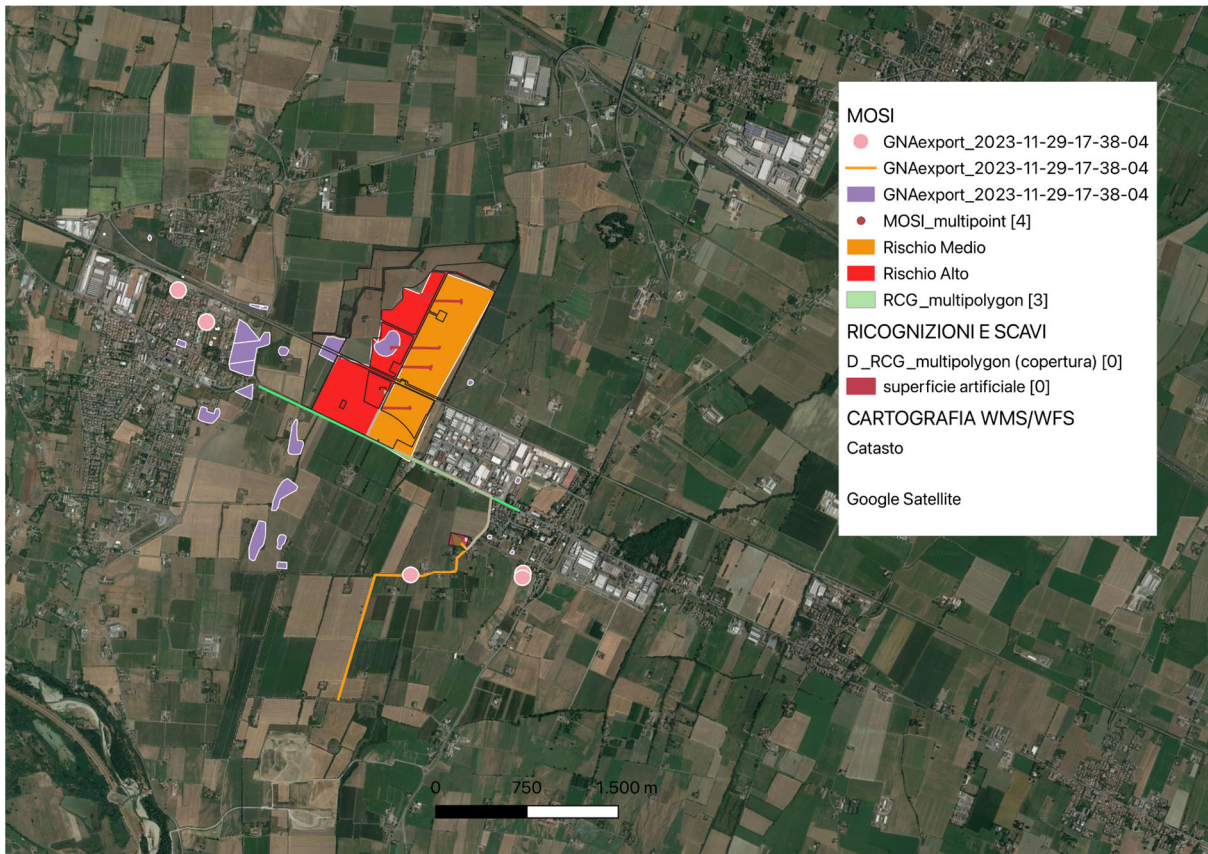 MOSI
GNAexport_2023-11-29-17-38-04
GNAexport_2023-11-29-17-38-04
GNAexport_2023-11-29-17-38-04
MOSI_multipoint [4]
Rischio Medio
Rischio Alto
RCG_multipolygon [3]
RICOGNIZIONI E SCAVI
D_RCG_multipolygon (copertura) [0]
superficie artificiale [0]
CARTOGRAFIA WMS/WFS
Catasto
Google Satellite
0 750 1.500 m